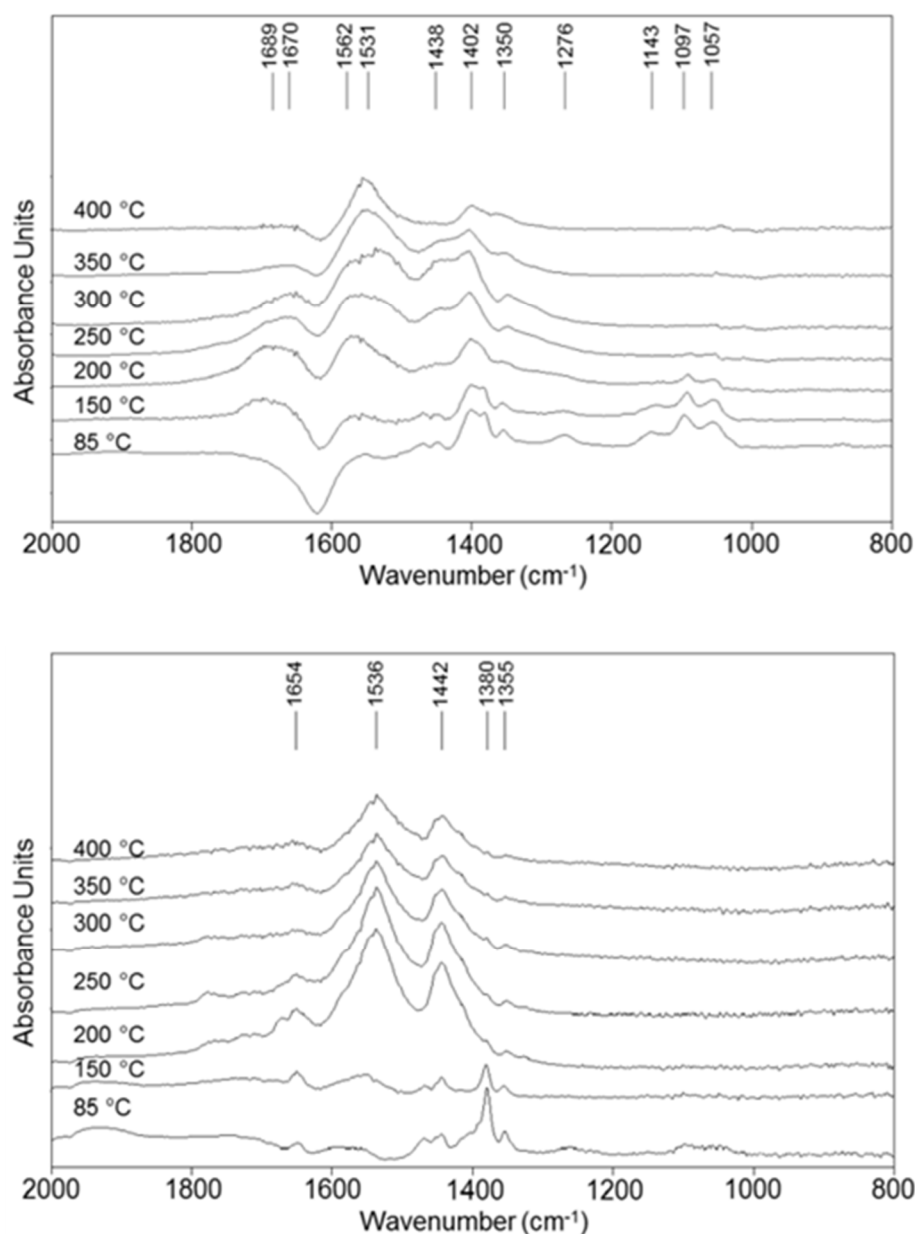 1689 1670 1562 1531 1438 1402 1350 1276 1143 1097 1057
Absorbance Units
400 °C
350 °C
300 °C
250 °C
200 °C
150 °C
85 °C
2000 1800 1600 1400 1200 1000 800
Wavenumber (cm-1)
1654 1536 1442 1380 1355
Absorbance Units
400 °C
350 °C
300 °C
250 °C
200 °C
150 °C
85 °C
2000 1800 1600 1400 1200 1000 800
Wavenumber (cm-1)